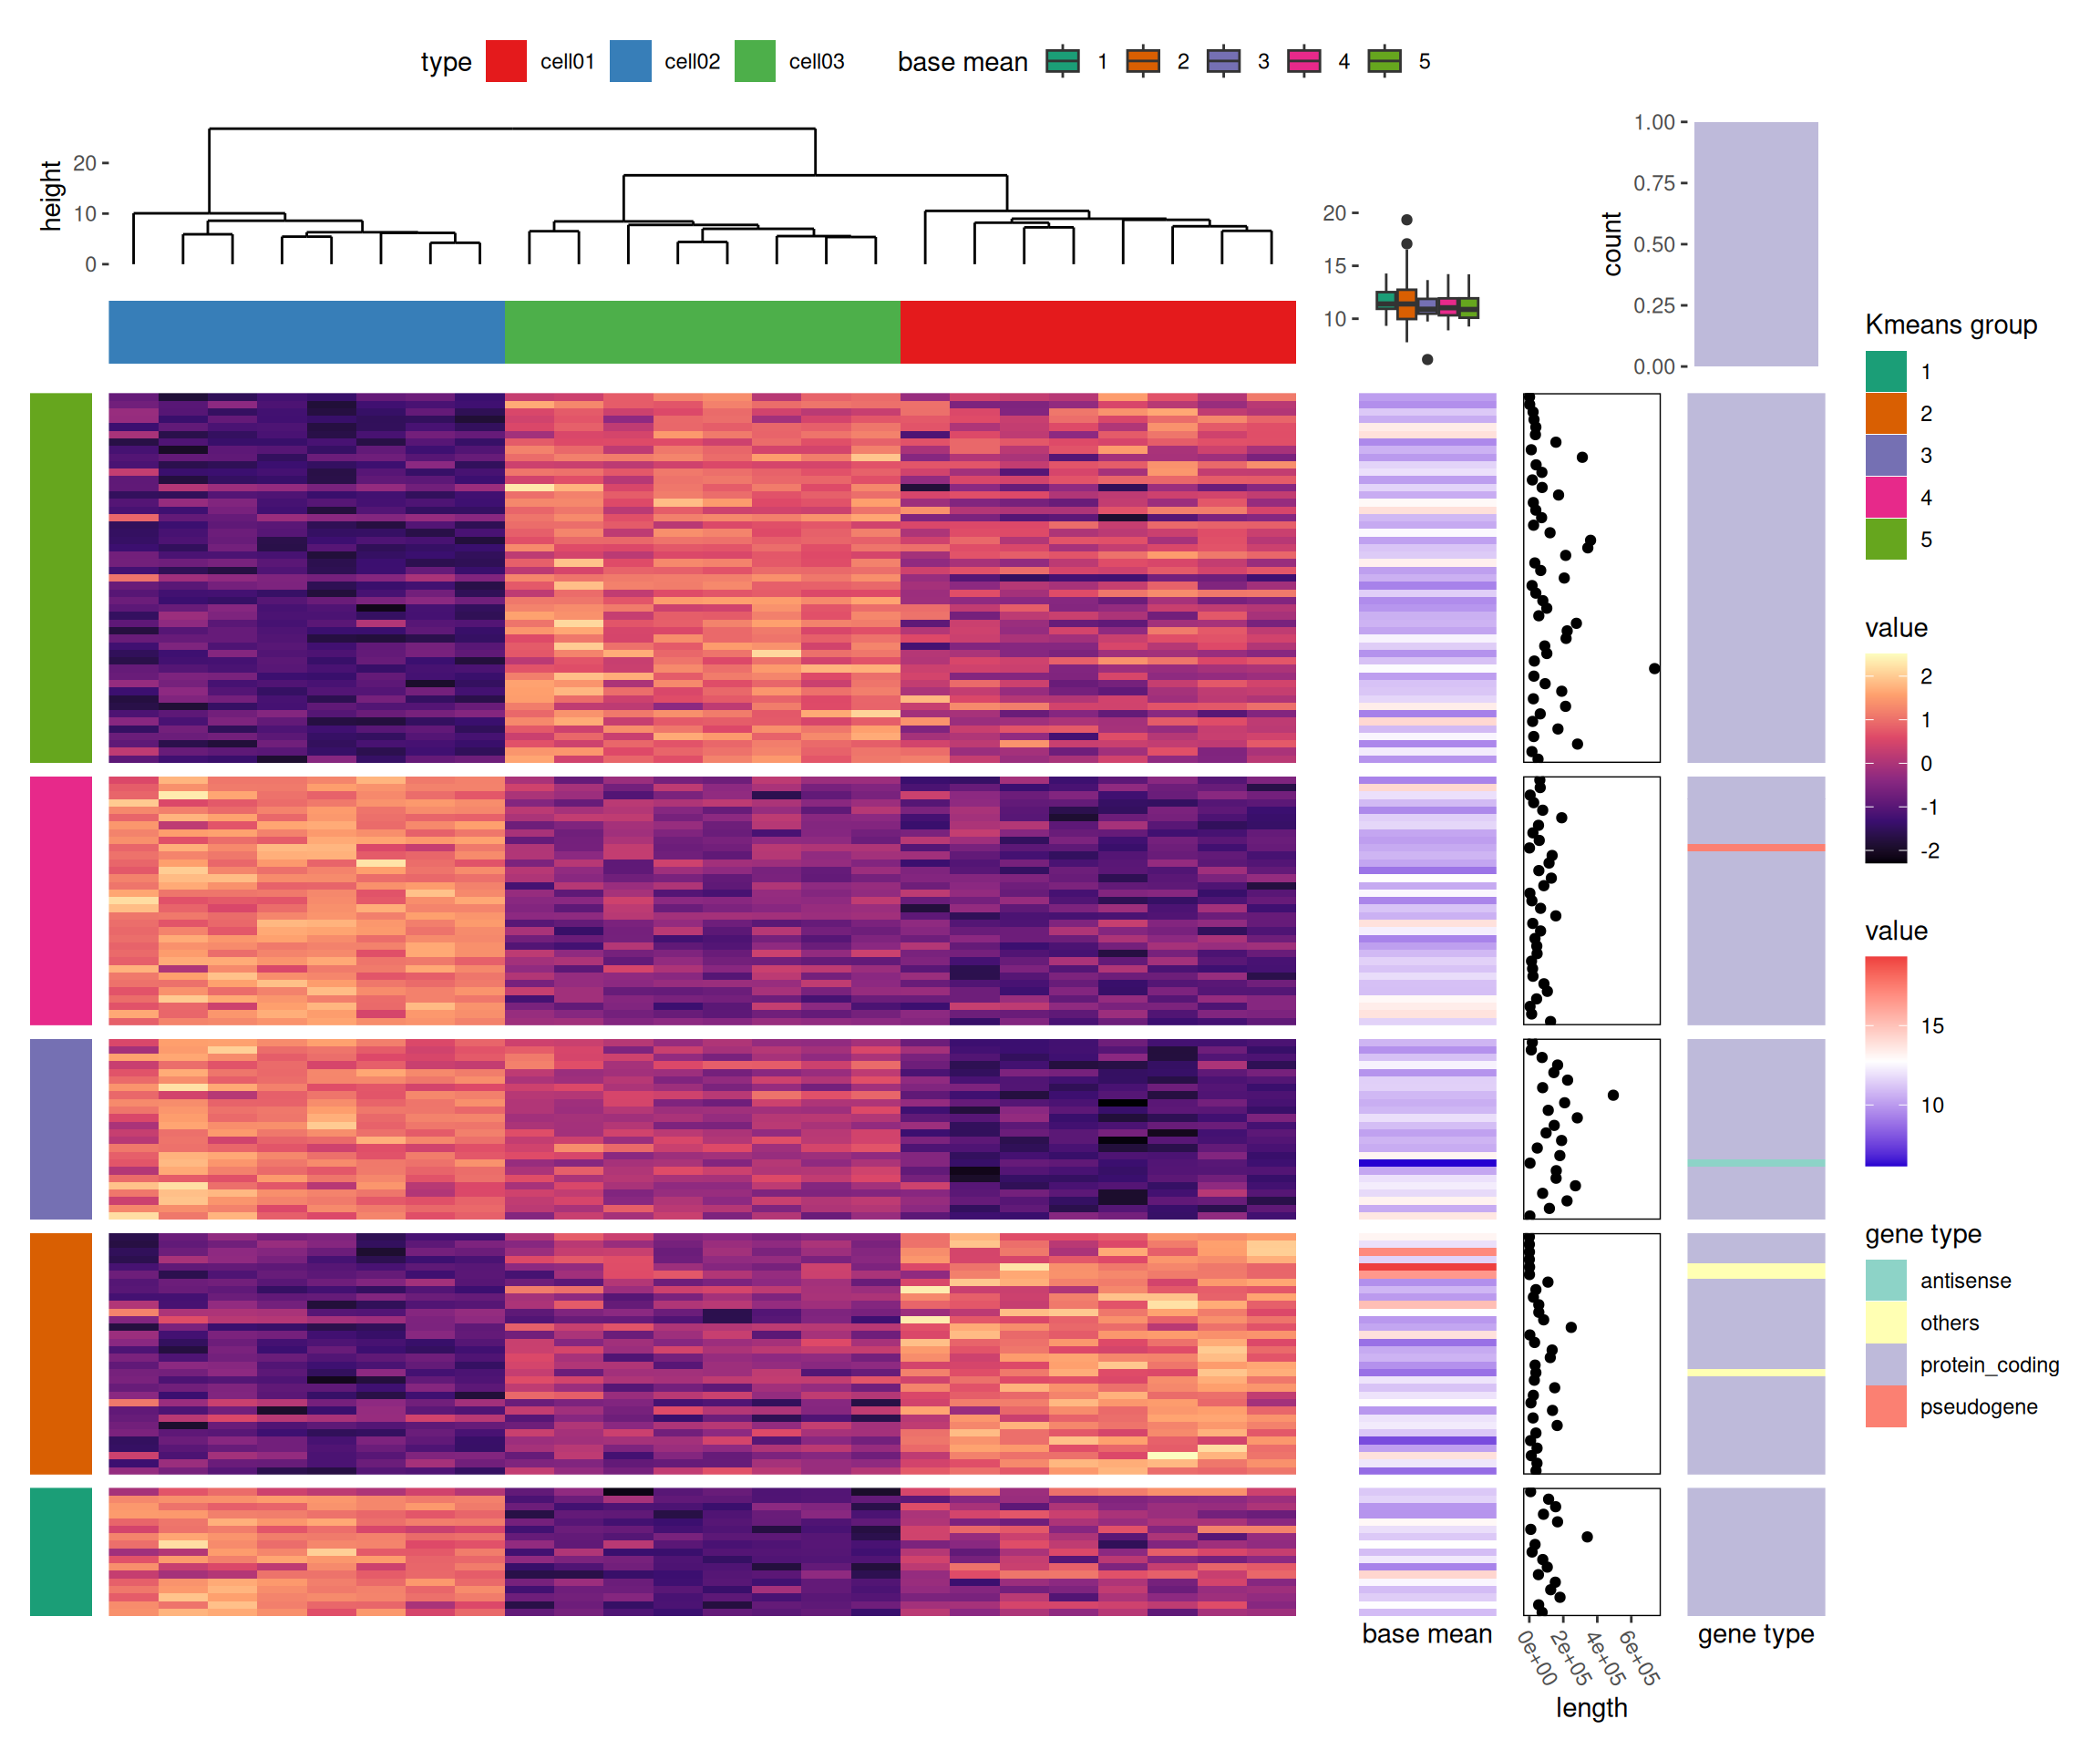 type cell01 cell02 cell03 base mean 1 2 3 4 5
height
20
10
0
20
15
10
count
1.00
0.75
0.50
0.25
0.00
Kmeans group
1
2
3
4
5
value
2
1
0
-1
-2
value
15
10
gene type
antisense
others
protein_coding
pseudogene
base mean
0e+00
2e+05
4e+05
6e+05
length
gene type